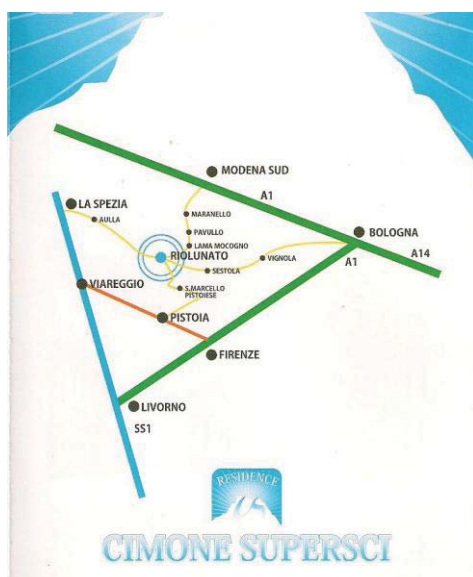 MODENA SUD
A1
LA SPEZIA
MARANELLO
AULLA
PAVULLO
BOLOGNA
LAMA MOCOGNO
A14
RIOLUNATO
VIGNOLA
A1
SESTOLA
VIAREGGIO
S.MARCELLO
PISTOIESE
PISTOIA
FIRENZE
LIVORNO
SS1
RESIDENCE
CIMONE SUPERSCI